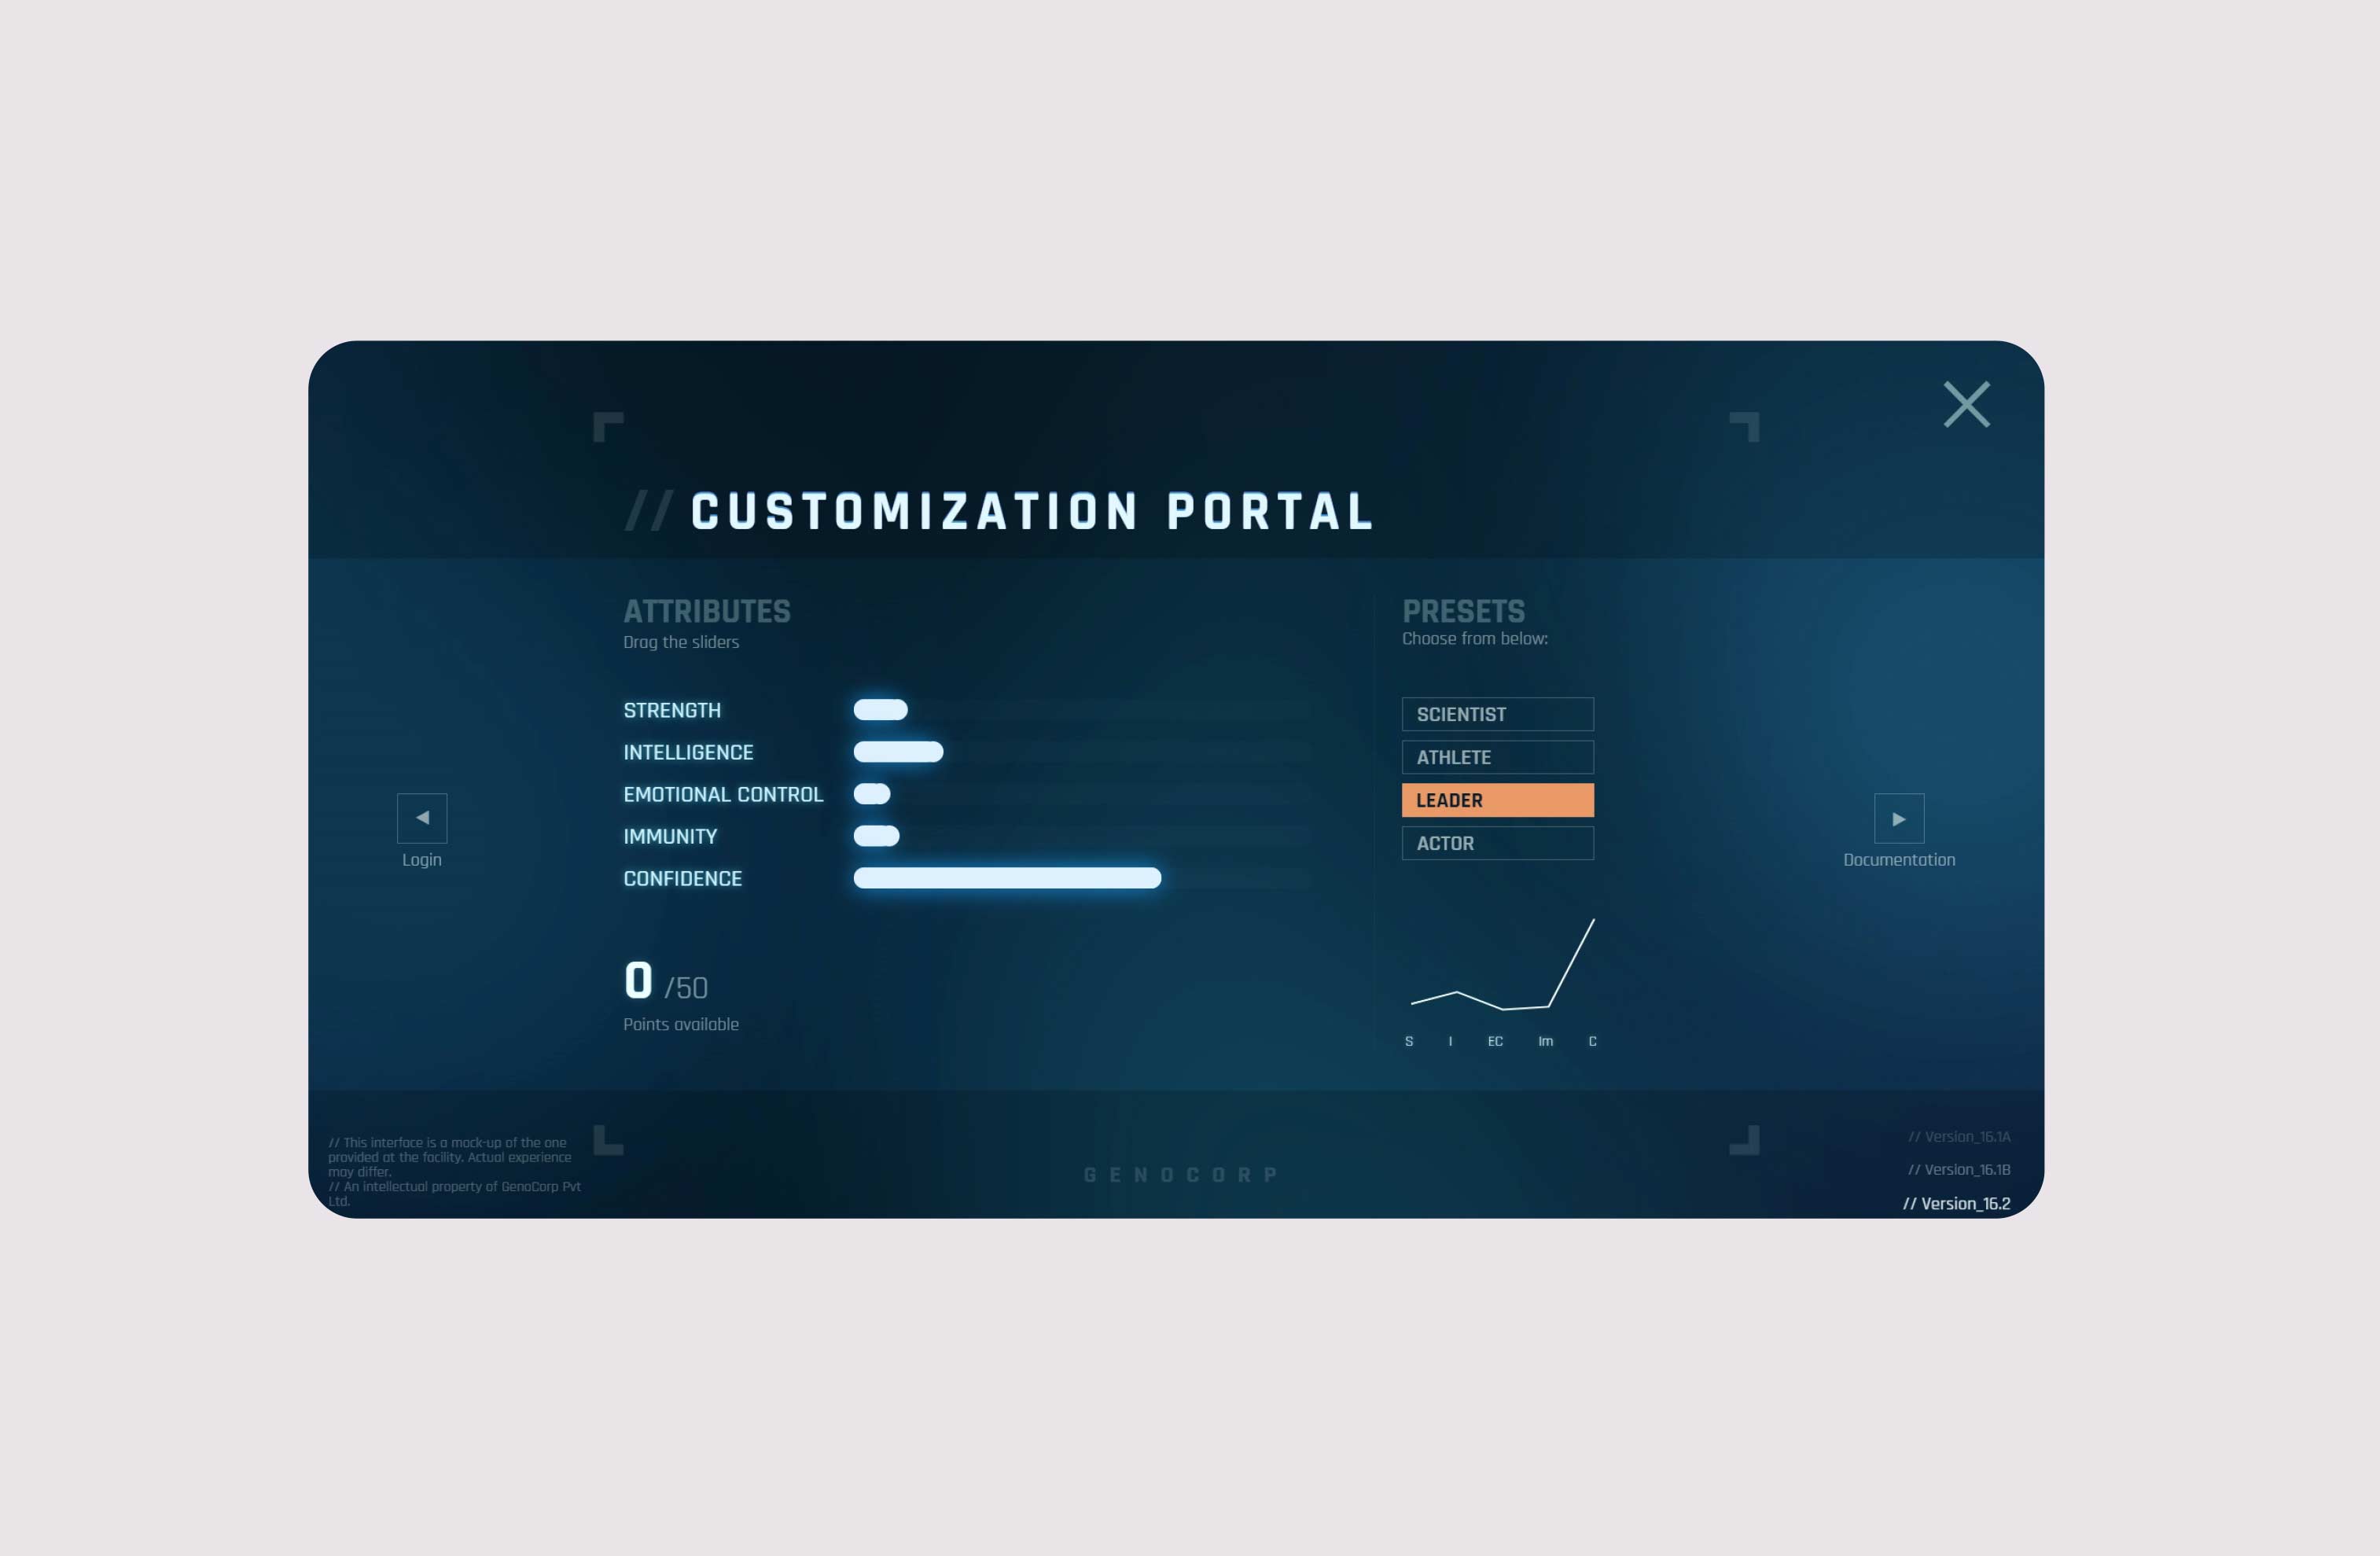 // CUSTOMIZATION PORTAL
ATTRIBUTES
Drag the sliders
STRENGTH
INTELLIGENCE
EMOTIONAL CONTROL
IMMUNITY
CONFIDENCE
0 /50
Points available
PRESETS
Choose from below:
SCIENTIST
ATHLETE
LEADER
ACTOR
S I EC Im C
Login
Documentation
// This interface is a mock-up of the one
provided at the facility. Actual experience
may differ.
// An intellectual property of GenoCorp Pvt
Ltd.
GENOCORP
// Version_16.1A
// Version_16.1B
// Version_16.2